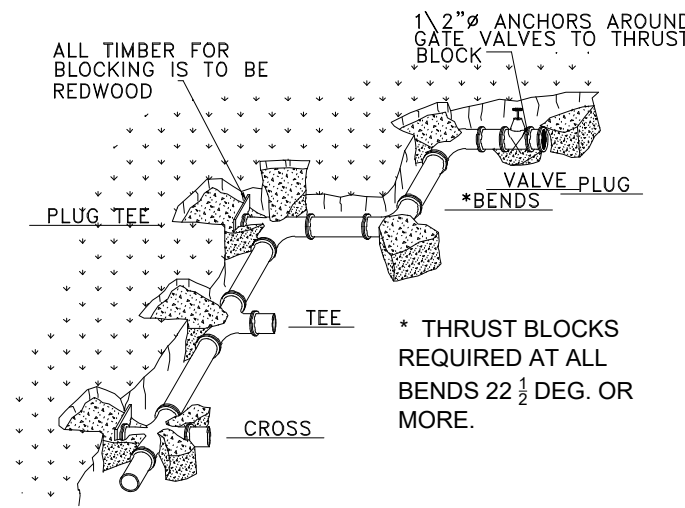 ALL TIMBER FOR
BLOCKING IS TO BE
REDWOOD
1\2"ø ANCHORS AROUND
GATE VALVES TO THRUST
BLOCK
VALVE
PLUG
*BENDS
PLUG TEE
TEE
CROSS
* THRUST BLOCKS
REQUIRED AT ALL
BENDS 22 1/2 DEG. OR
MORE.